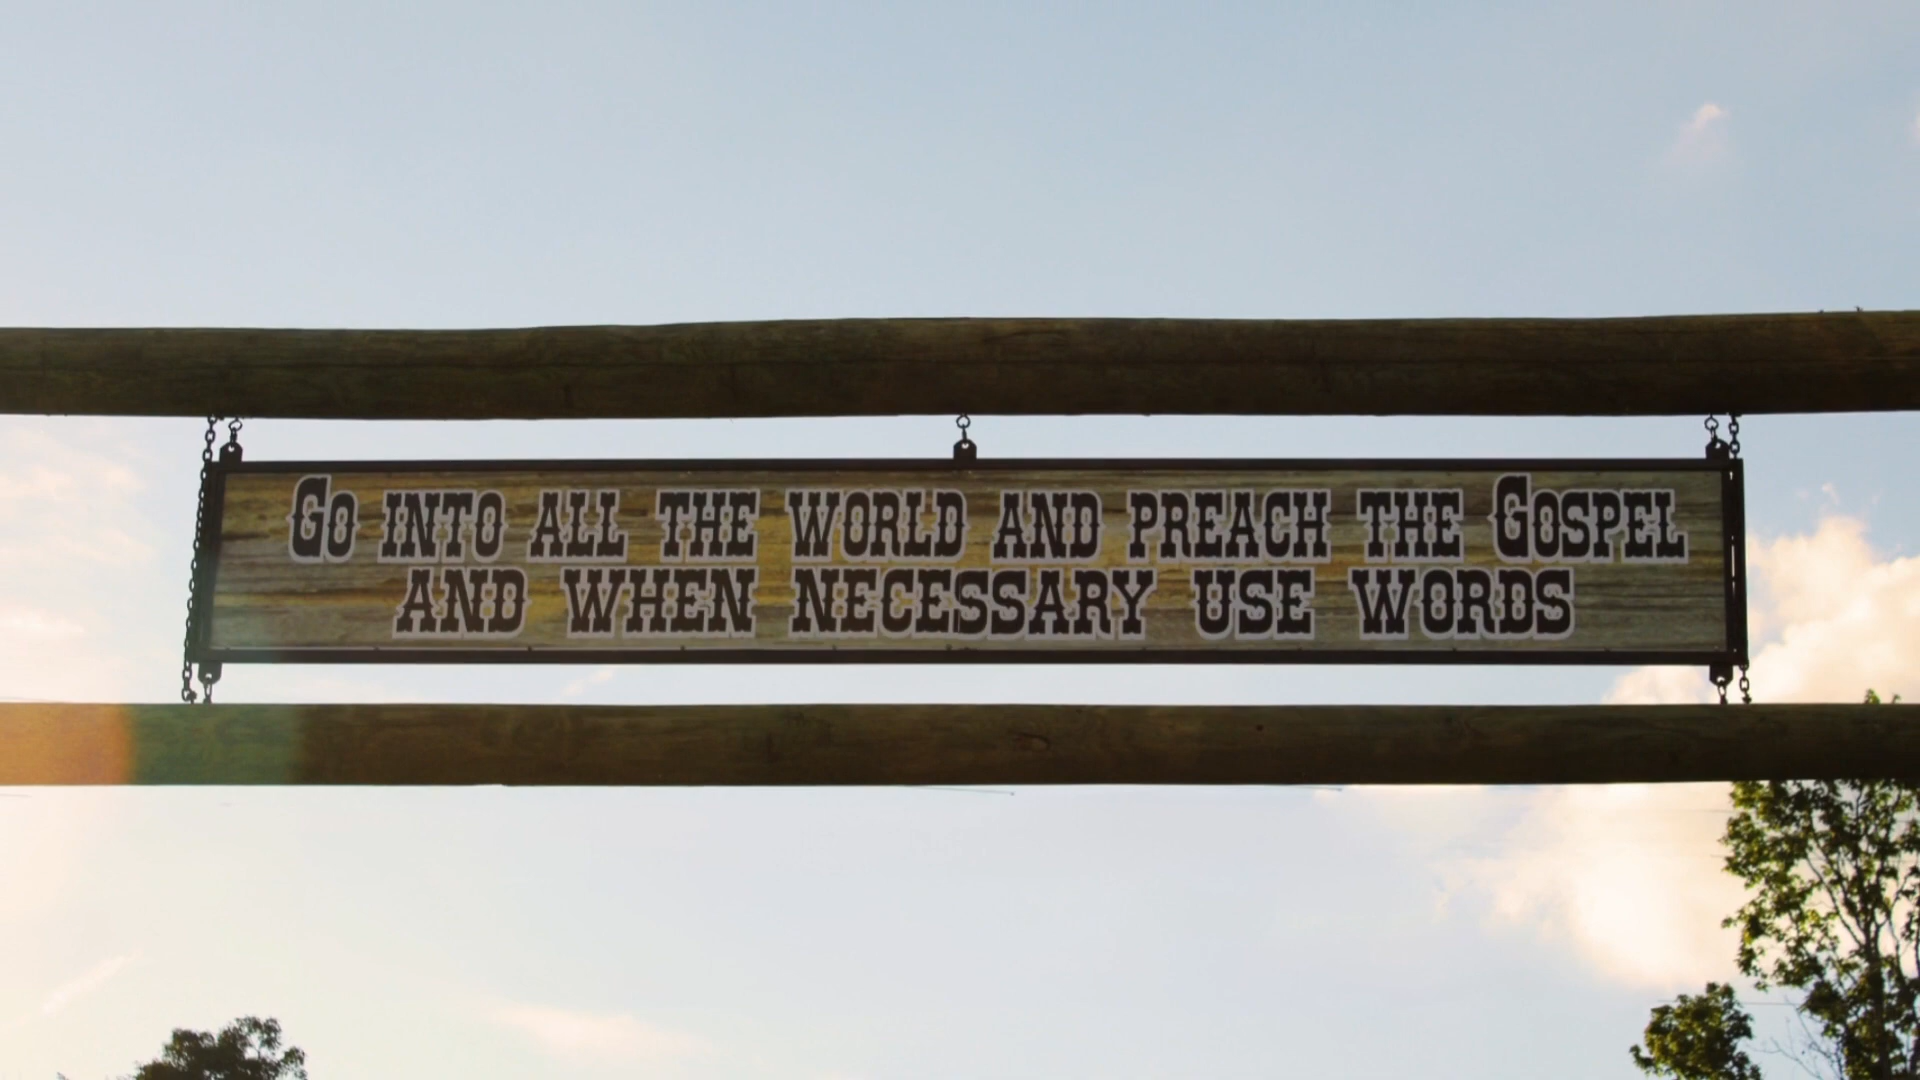 Go into all the world and preach the Gospel
and when necessary use words